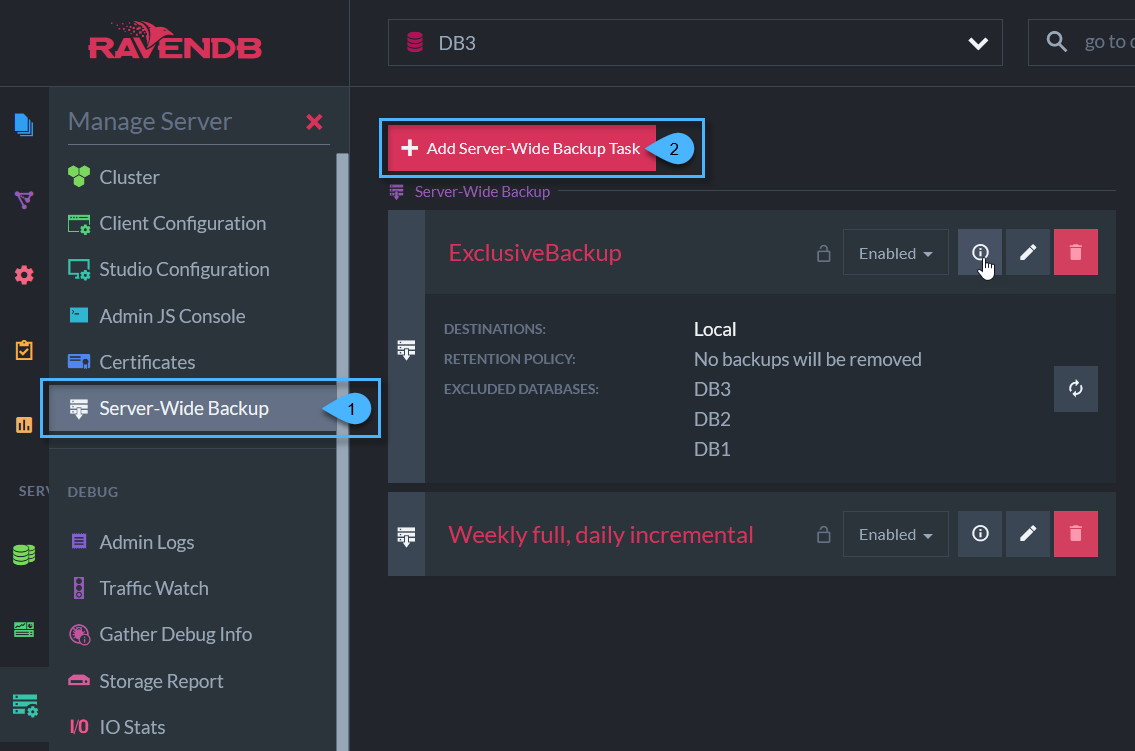 RAVENDB
DB3
go to d
Manage Server
Cluster
Client Configuration
Studio Configuration
Admin JS Console
Certificates
Server-Wide Backup
1
SERV
DEBUG
Admin Logs
Traffic Watch
Gather Debug Info
Storage Report
I/O IO Stats
Add Server-Wide Backup Task
2
Server-Wide Backup
ExclusiveBackup
Enabled
DESTINATIONS: Local
RETENTION POLICY: No backups will be removed
EXCLUDED DATABASES: DB3
DB2
DB1
Weekly full, daily incremental
Enabled